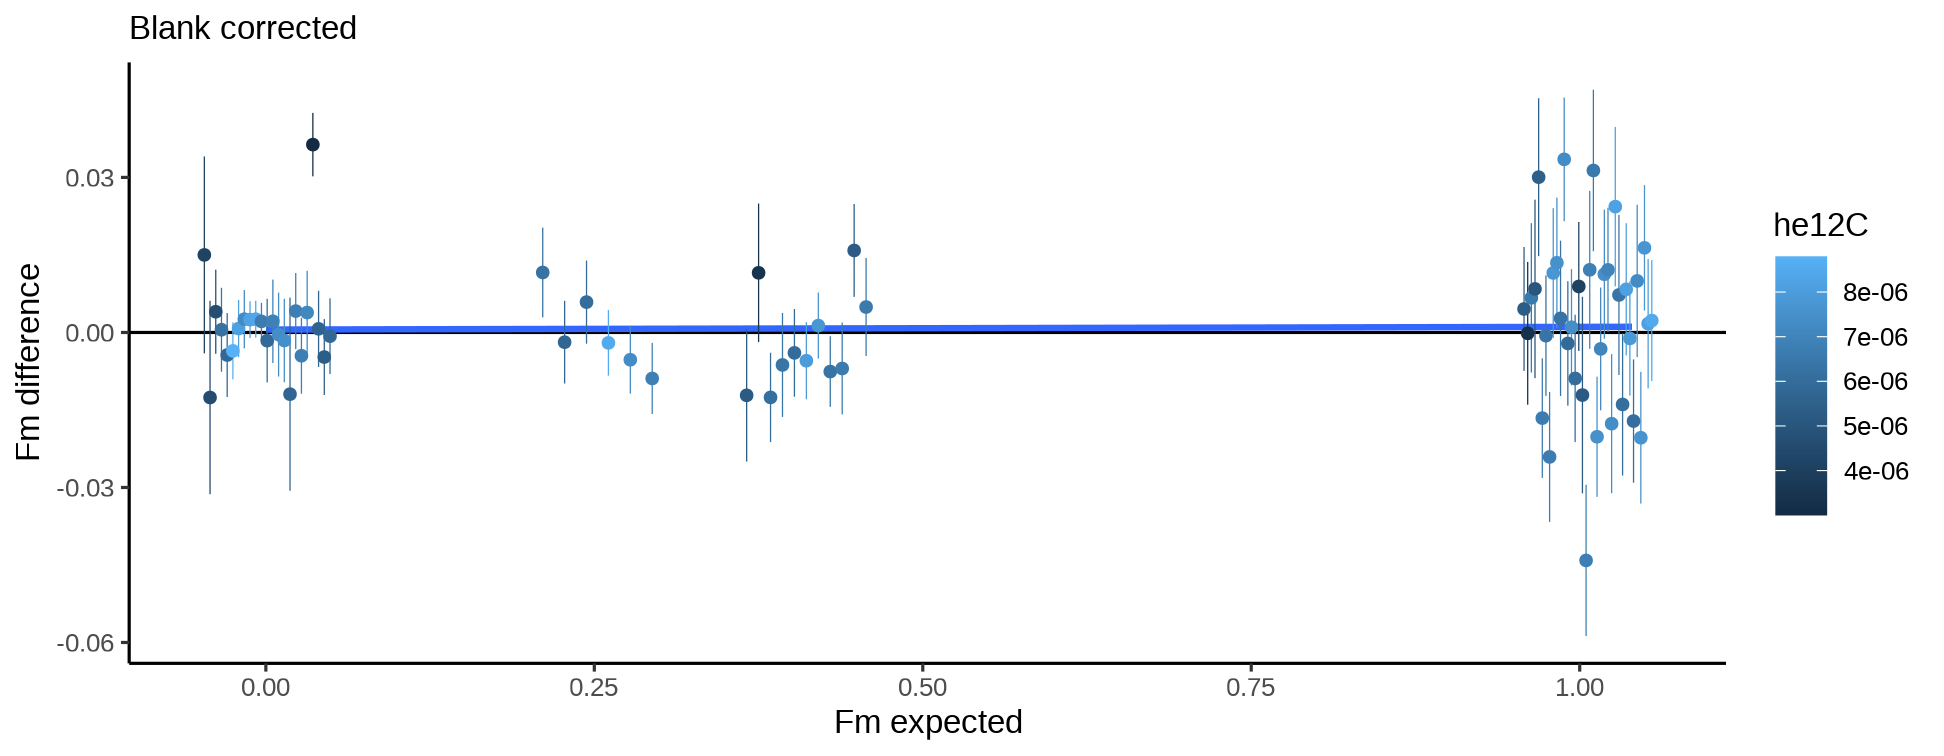 Blank corrected
0.03
0.00
-0.03
-0.06
Fm difference
0.00
0.25
0.50
0.75
1.00
Fm expected
he12C
8e-06
7e-06
6e-06
5e-06
4e-06